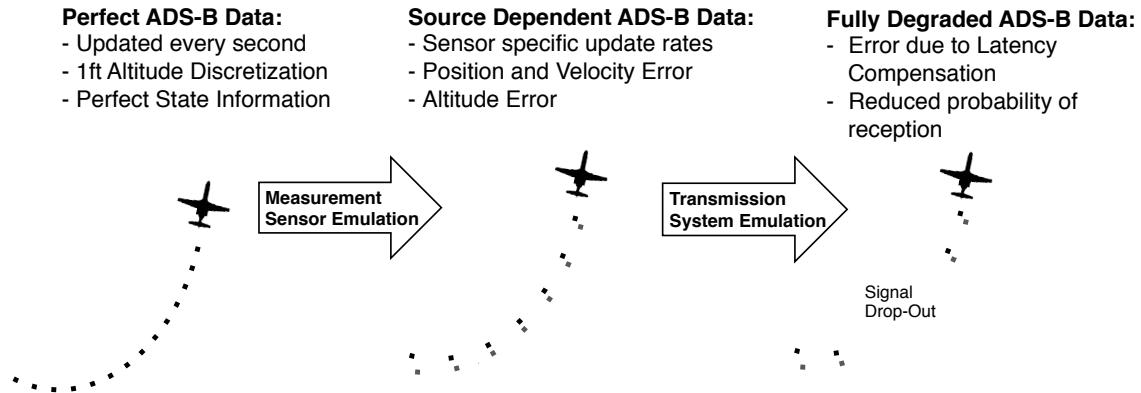 Perfect ADS-B Data:
- Updated every second
- 1ft Altitude Discretization
- Perfect State Information
Source Dependent ADS-B Data:
- Sensor specific update rates
- Position and Velocity Error
- Altitude Error
Fully Degraded ADS-B Data:
- Error due to Latency
Compensation
- Reduced probability of
reception
Measurement
Sensor Emulation
Transmission
System Emulation
Signal
Drop-Out